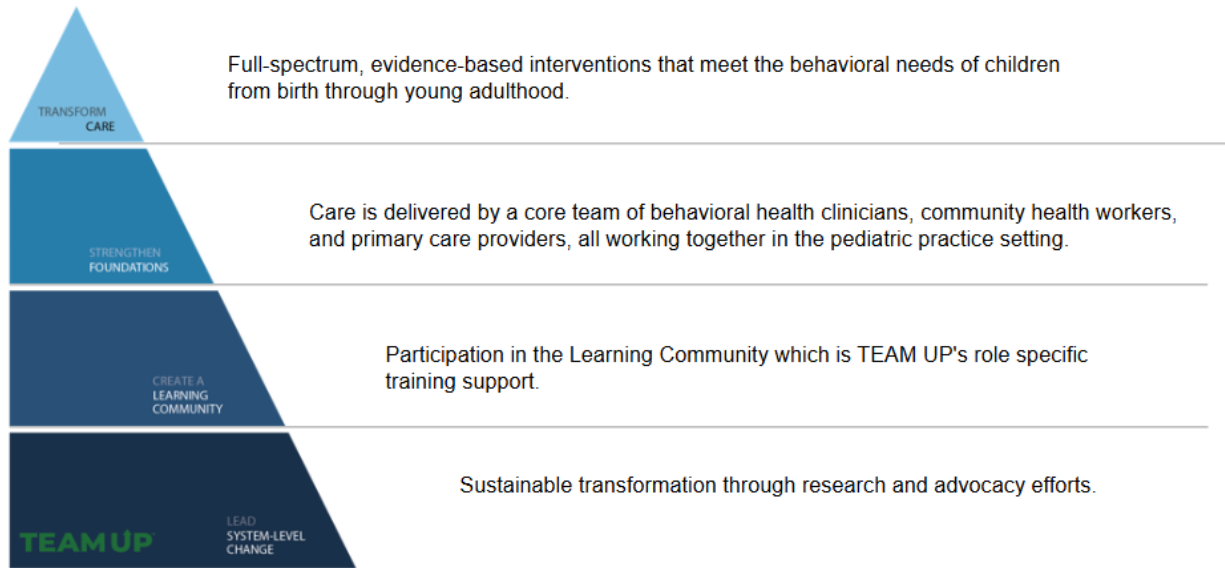 Full-spectrum, evidence-based interventions that meet the behavioral needs of children
from birth through young adulthood.
TRANSFORM
CARE
Care is delivered by a core team of behavioral health clinicians, community health workers,
and primary care providers, all working together in the pediatric practice setting.
STRENGTHEN
FOUNDATIONS
Participation in the Learning Community which is TEAM UP's role specific
training support.
CREATE A
LEARNING
COMMUNITY
Sustainable transformation through research and advocacy efforts.
LEAD
SYSTEM-LEVEL
CHANGE
TEAM UP